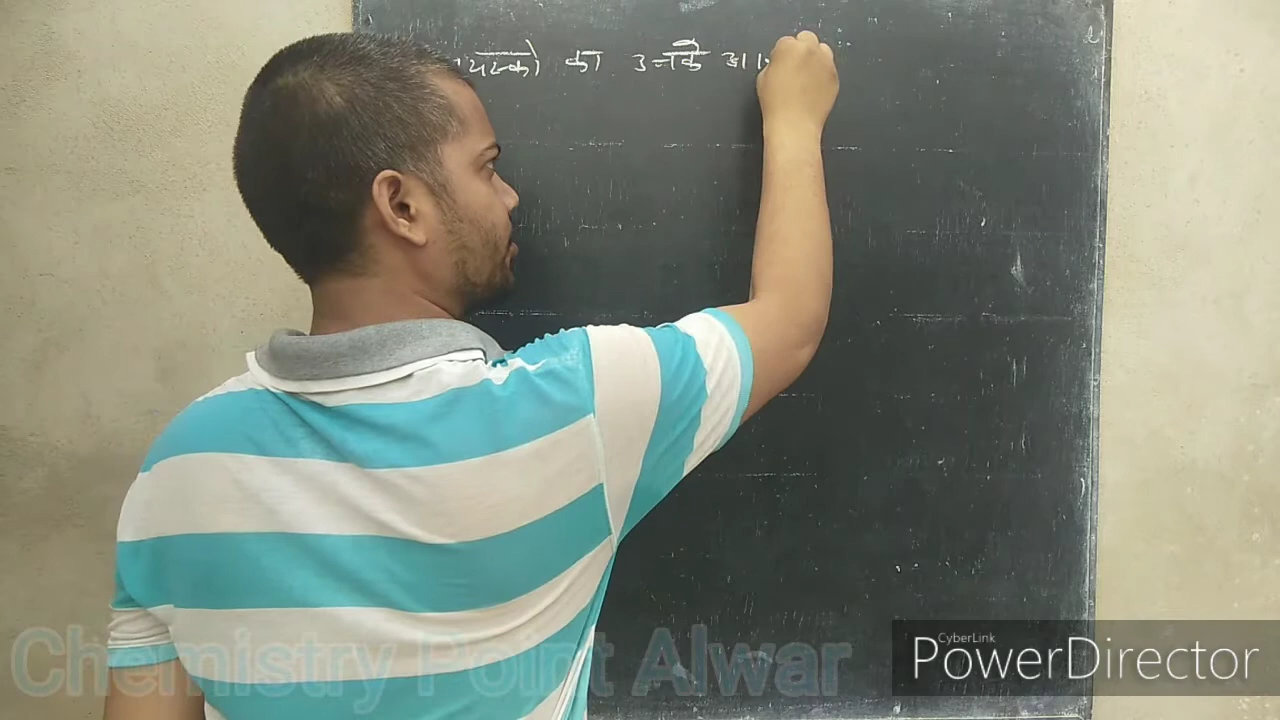 का उनके
Chemistry Point Alwar
CyberLink
PowerDirector